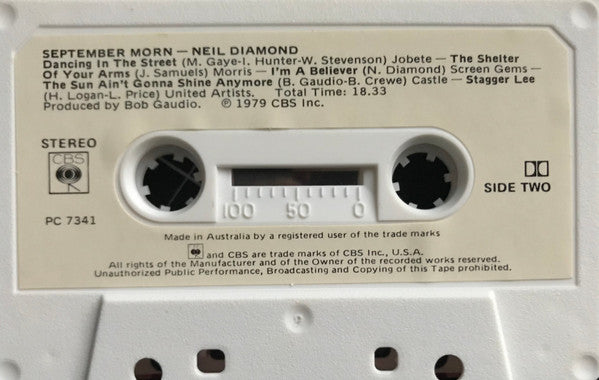 SEPTEMBER MORN — NEIL DIAMOND
Dancing In The Street (M. Gaye-I. Hunter-W. Stevenson) Jobete — The Shelter
Of Your Arms (J. Samuels) Morris — I'm A Believer (N. Diamond) Screen Gems —
The Sun Ain't Gonna Shine Anymore (B. Gaudio-B. Crewe) Castle — Stagger Lee
(H. Logan-L. Price) United Artists. Total Time: 18.33
Produced by Bob Gaudio. ℗ 1979 CBS Inc.
STEREO
CBS
PC 7341
100 50 0
SIDE TWO
Made in Australia by a registered user of the trade marks
and CBS are trade marks of CBS Inc., U.S.A.
All rights of the Manufacturer and of the Owner of the recorded works reserved.
Unauthorized Public Performance, Broadcasting and Copying of this Tape prohibited.